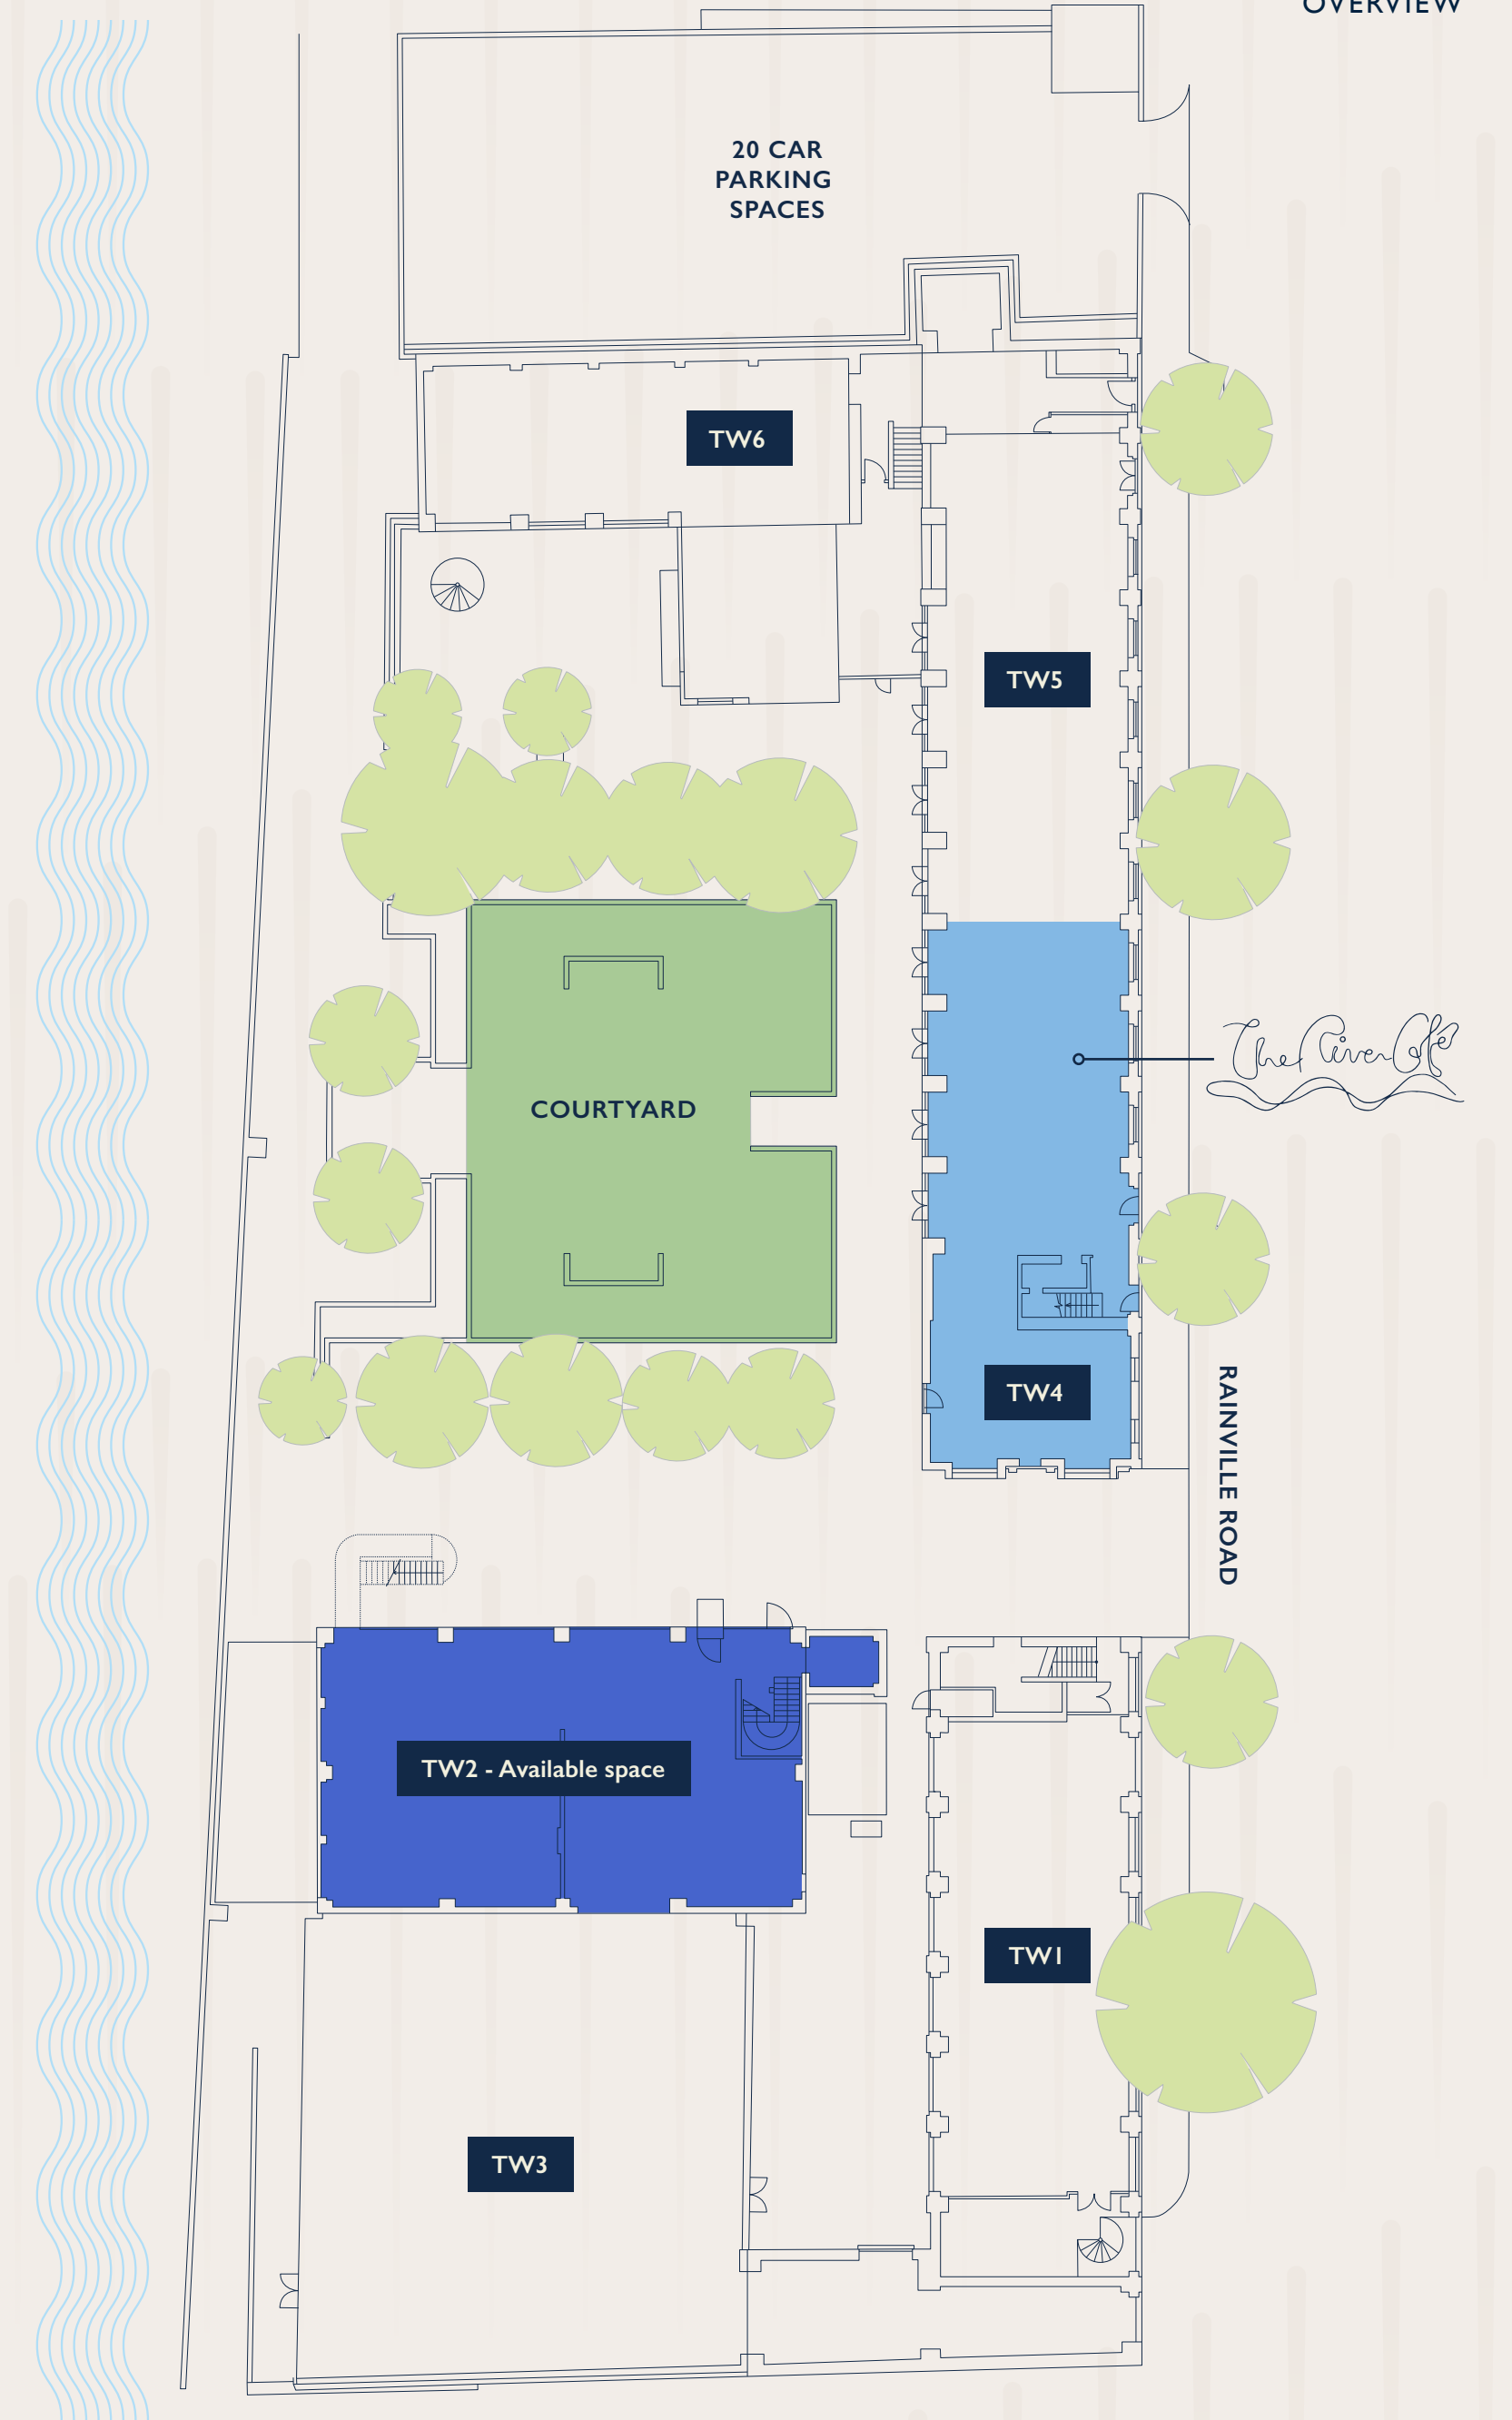 OVERVIEW
20 CAR
PARKING
SPACES
TW6
TW5
The River Café
COURTYARD
TW4
RAINVILLE ROAD
TW2 - Available space
TW1
TW3